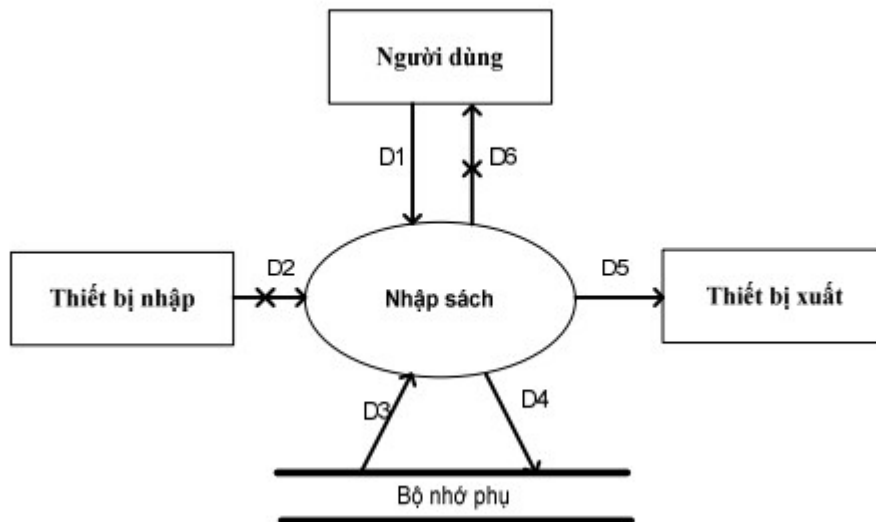 Người dùng
D1
D6
Thiết bị nhập
D2
Nhập sách
D5
Thiết bị xuất
D3
D4
Bộ nhớ phụ